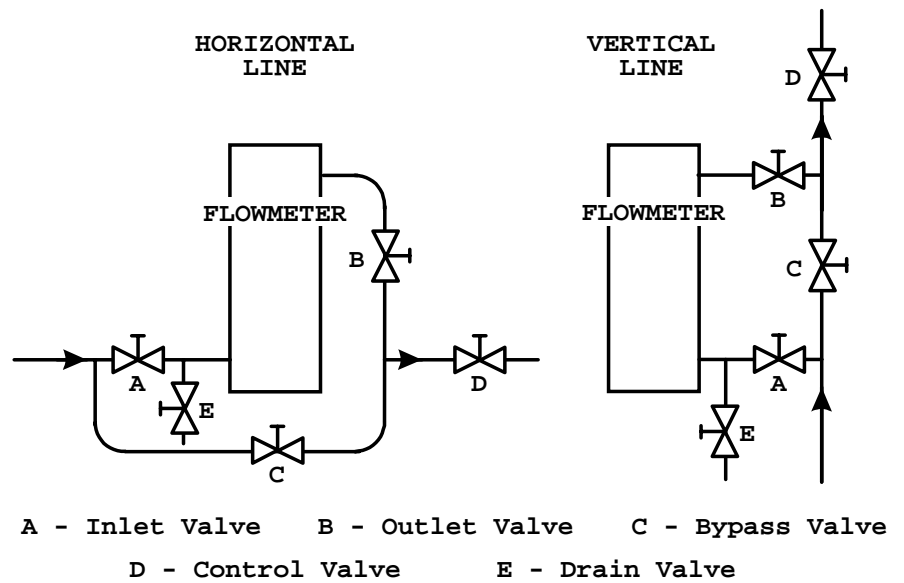 HORIZONTAL
LINE
VERTICAL
LINE
D
FLOWMETER
B
FLOWMETER
B
C
A
E
D
A
E
C
A - Inlet Valve B - Outlet Valve C - Bypass Valve
D - Control Valve E - Drain Valve